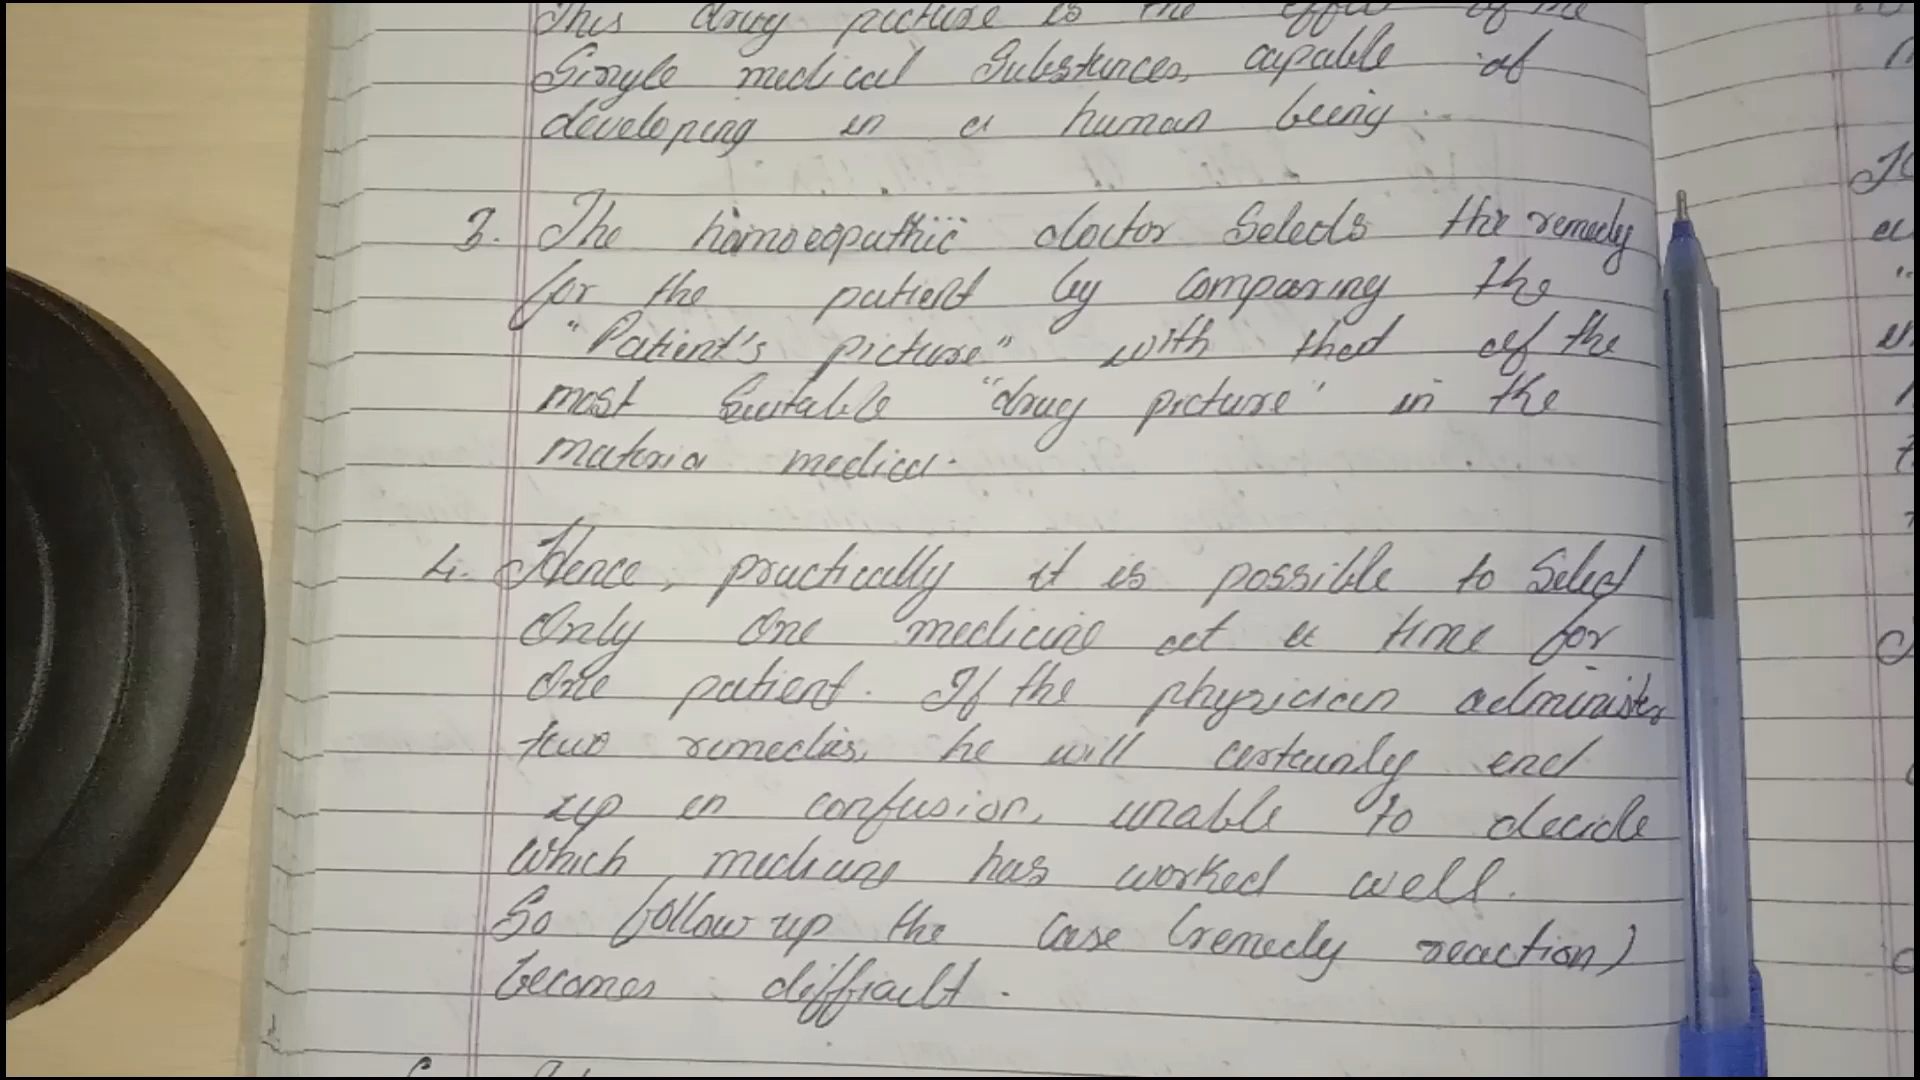 This drug picture is the effect of the
Single medical Substances, capable of
developing in a human being.
3. The homoeopathic doctor Selects the remedy
for the patient by comparing the
"Patient's picture" with that of the
most Suitable "drug picture" in the
materia medica.
4. Hence, practically it is possible to Select
Only One medicine at a time for
One patient. If the physician administer
two remedies, he will certainly end
up in confusion, unable to decide
which medicine has worked well.
So follow up the case (remedy reaction)
becomes difficult.